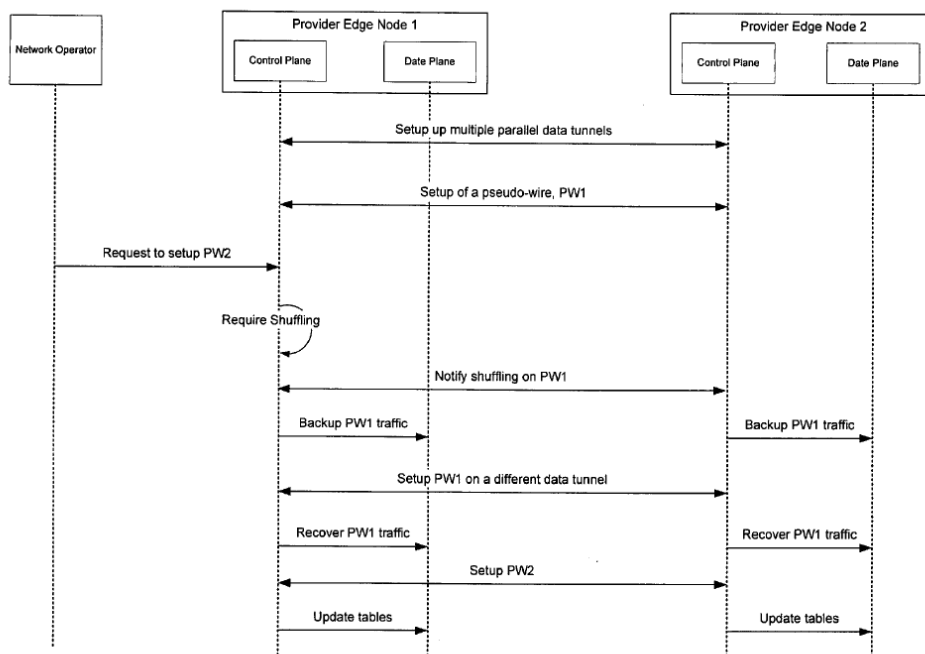 Provider Edge Node 1
Provider Edge Node 2
Network Operator
Control Plane
Date Plane
Control Plane
Date Plane
Setup up multiple parallel data tunnels
Setup of a pseudo-wire, PW1
Request to setup PW2
Require Shuffling
Notify shuffling on PW1
Backup PW1 traffic
Backup PW1 traffic
Setup PW1 on a different data tunnel
Recover PW1 traffic
Recover PW1 traffic
Setup PW2
Update tables
Update tables